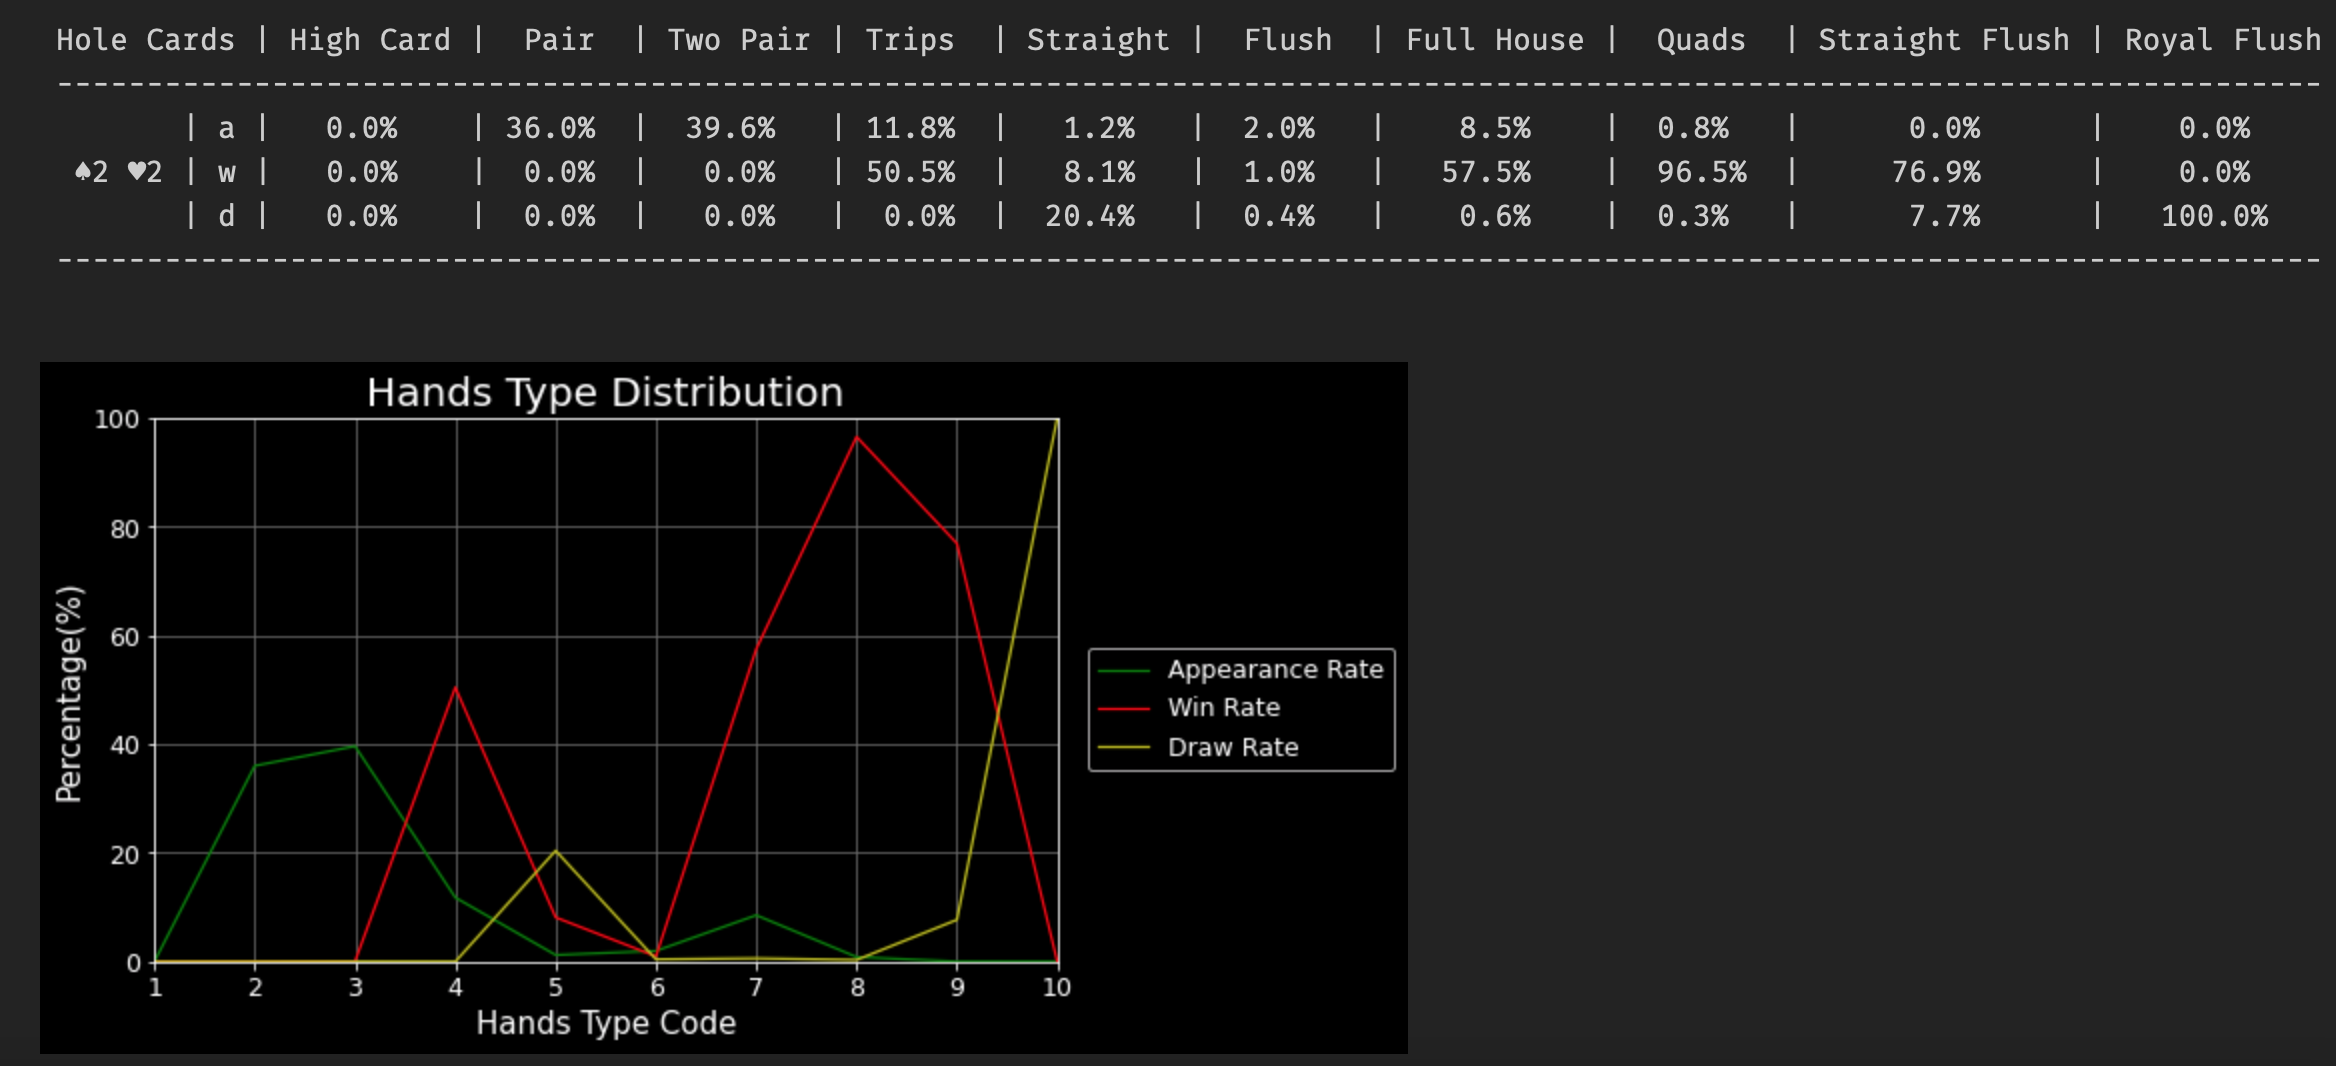 Hole Cards | High Card | Pair | Two Pair | Trips | Straight | Flush | Full House | Quads | Straight Flush | Royal Flush
------------------------------------------------------------------------------------------------------------------------------
| a | 0.0% | 36.0% | 39.6% | 11.8% | 1.2% | 2.0% | 8.5% | 0.8% | 0.0% | 0.0%
♠2 ♥2 | w | 0.0% | 0.0% | 0.0% | 50.5% | 8.1% | 1.0% | 57.5% | 96.5% | 76.9% | 0.0%
| d | 0.0% | 0.0% | 0.0% | 0.0% | 20.4% | 0.4% | 0.6% | 0.3% | 7.7% | 100.0%
------------------------------------------------------------------------------------------------------------------------------
Hands Type Distribution
100
80
60
40
20
0
Percentage(%)
1 2 3 4 5 6 7 8 9 10
Hands Type Code
Appearance Rate
Win Rate
Draw Rate